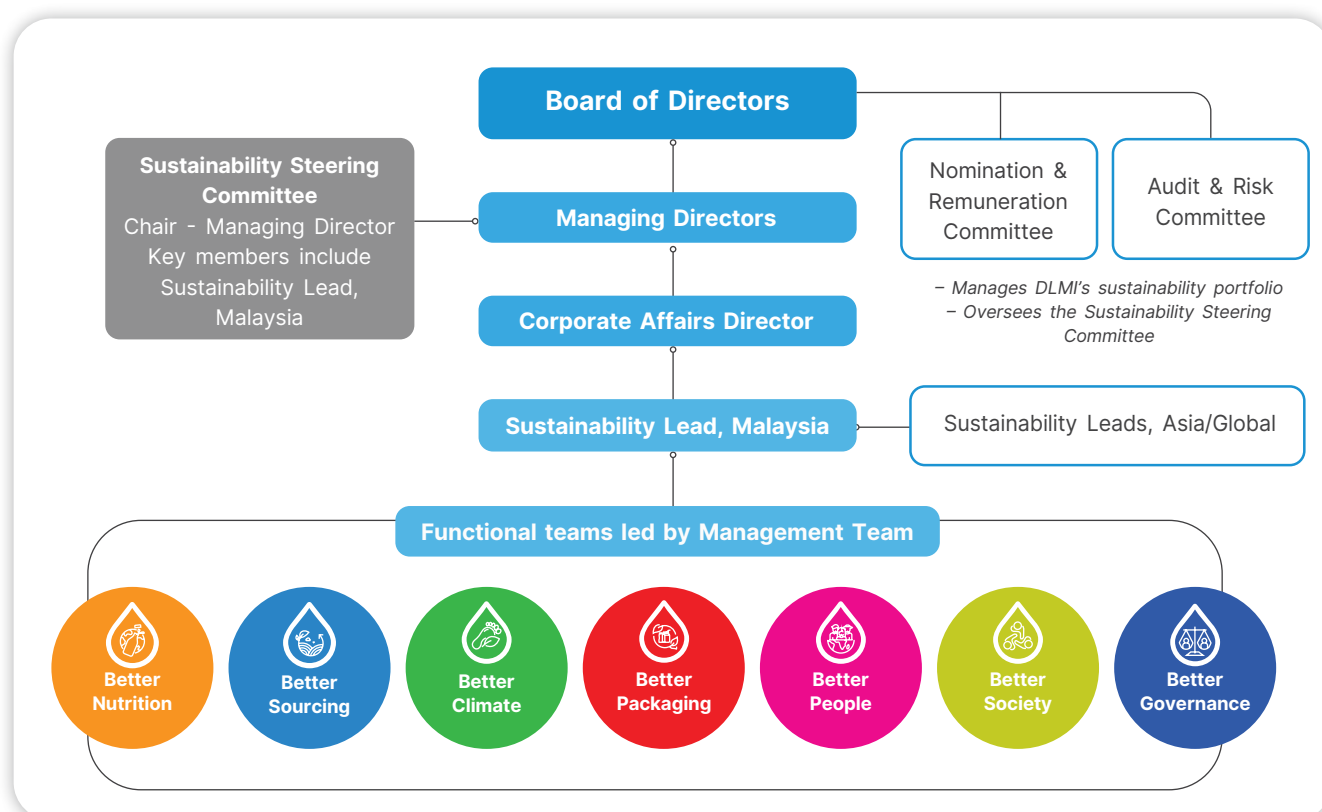 Board of Directors
Sustainability Steering
Committee
Chair - Managing Director
Key members include
Sustainability Lead,
Malaysia
Managing Directors
Nomination &
Remuneration
Committee
Audit & Risk
Committee
– Manages DLMI's sustainability portfolio
– Oversees the Sustainability Steering
Committee
Corporate Affairs Director
Sustainability Lead, Malaysia
Sustainability Leads, Asia/Global
Functional teams led by Management Team
Better
Nutrition
Better
Sourcing
Better
Climate
Better
Packaging
Better
People
Better
Society
Better
Governance